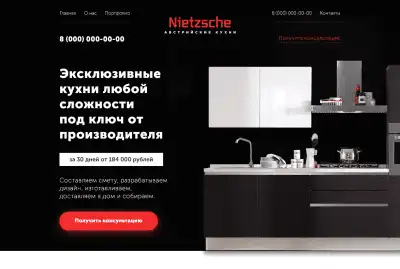 Главная О нас Портфолио
Nietzsche
АВСТРИЙСКИЕ КУХНИ
8 (000) 000-00-00 Контакты
8 (000) 000-00-00
Получить консультацию
Эксклюзивные
кухни любой
сложности
под ключ от
производителя
за 30 дней от 184 000 рублей
Составляем смету, разрабатываем
дизайн, изготавливаем,
доставляем в дом и собираем.
Получить консультацию